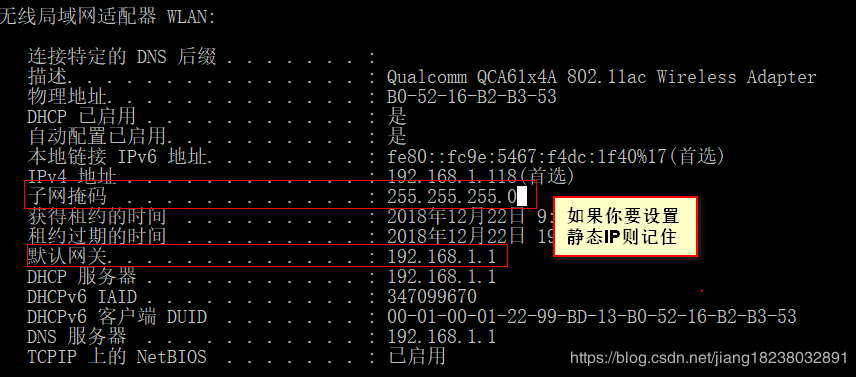 无线局域网适配器 WLAN:
连接特定的 DNS 后缀 . . . . . . . :
描述. . . . . . . . . . . . . . . : Qualcomm QCA61x4A 802.11ac Wireless Adapter
物理地址. . . . . . . . . . . . . : B0-52-16-B2-B3-53
DHCP 已启用 . . . . . . . . . . . : 是
自动配置已启用. . . . . . . . . . : 是
本地链接 IPv6 地址. . . . . . . . : fe80::fc9e:5467:f4dc:1f40%17(首选)
IPv4 地址 . . . . . . . . . . . . : 192.168.1.118(首选)
子网掩码 . . . . . . . . . . . . : 255.255.255.0
获得租约的时间 . . . . . . . . . : 2018年12月22日 9:
租约过期的时间 . . . . . . . . . : 2018年12月22日 19
默认网关. . . . . . . . . . . . . : 192.168.1.1
DHCP 服务器 . . . . . . . . . . . : 192.168.1.1
DHCPv6 IAID . . . . . . . . . . . : 347099670
DHCPv6 客户端 DUID . . . . . . . : 00-01-00-01-22-99-BD-13-B0-52-16-B2-B3-53
DNS 服务器 . . . . . . . . . . . : 192.168.1.1
TCPIP 上的 NetBIOS . . . . . . . : 已启用
如果你要设置
静态IP则记住
https://blog.csdn.net/jiang18238032891